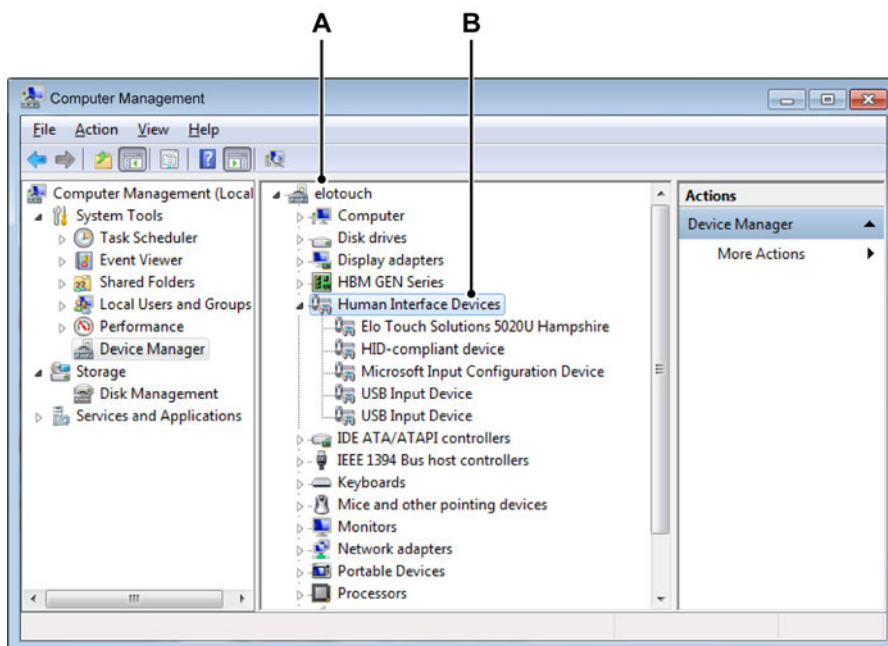 A B
Computer Management
File Action View Help
Computer Management (Local
System Tools
Task Scheduler
Event Viewer
Shared Folders
Local Users and Groups
Performance
Device Manager
Storage
Disk Management
Services and Applications
elotouch
Computer
Disk drives
Display adapters
HBM GEN Series
Human Interface Devices
Elo Touch Solutions 5020U Hampshire
HID-compliant device
Microsoft Input Configuration Device
USB Input Device
USB Input Device
IDE ATA/ATAPI controllers
IEEE 1394 Bus host controllers
Keyboards
Mice and other pointing devices
Monitors
Network adapters
Portable Devices
Processors
Actions
Device Manager
More Actions